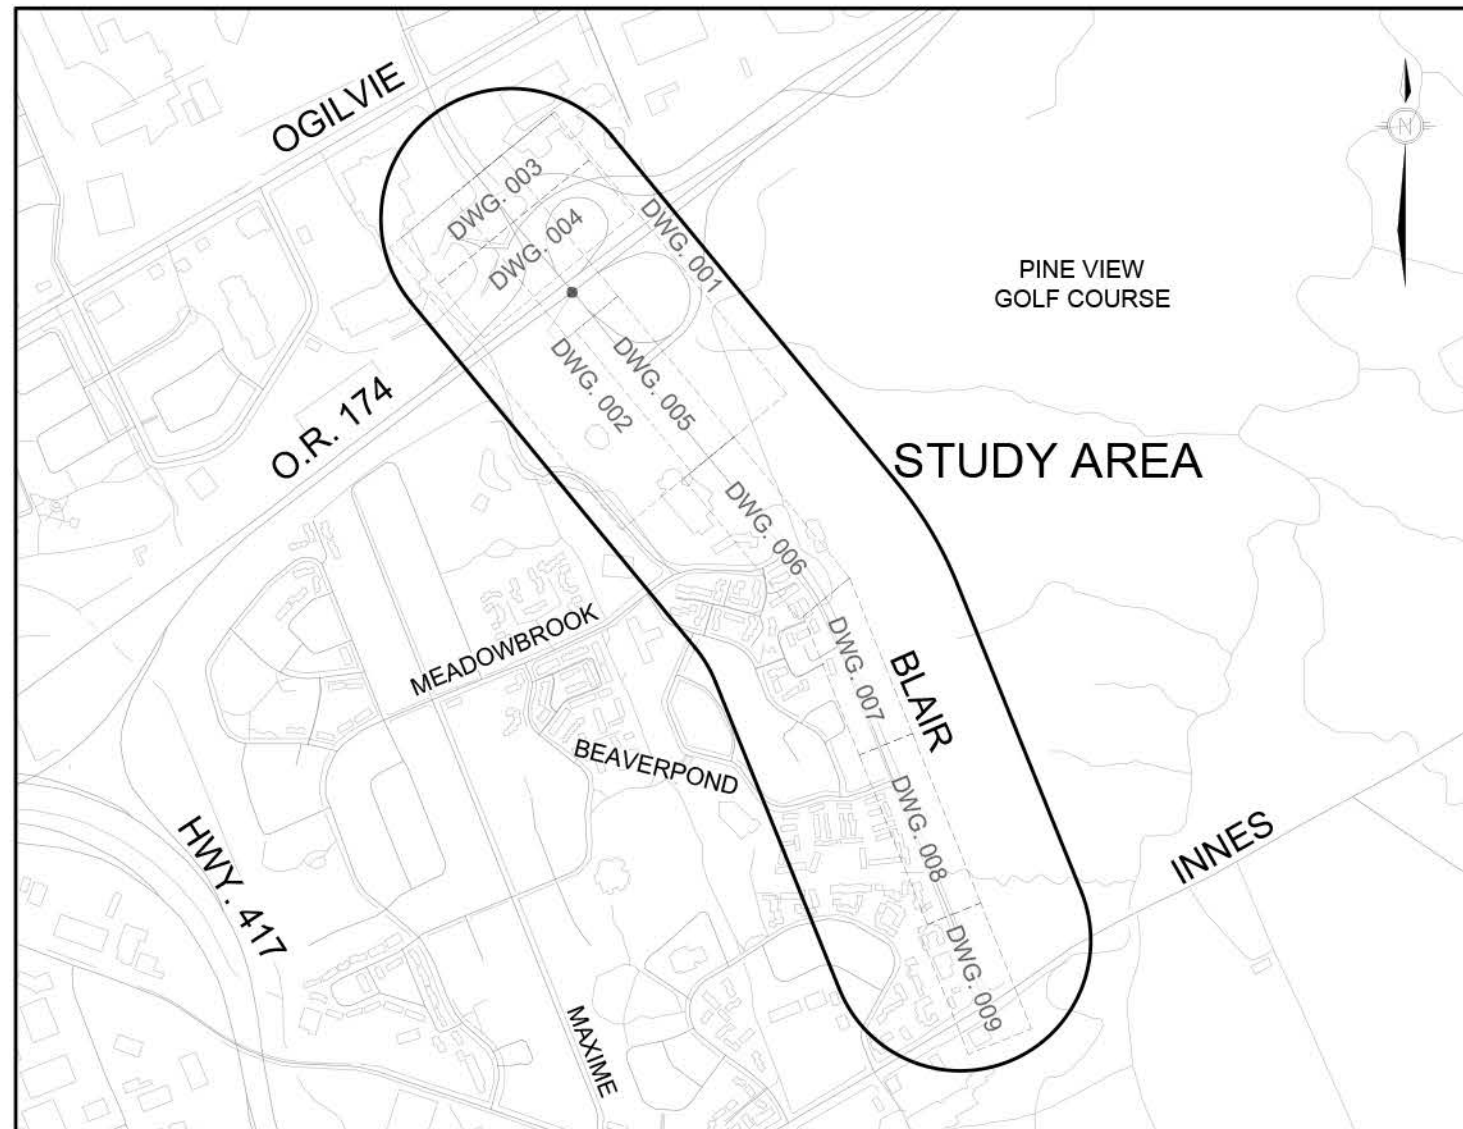 OGILVIE
N
DWG. 003
DWG. 004
DWG. 001
PINE VIEW
GOLF COURSE
DWG. 002
DWG. 005
O.R. 174
STUDY AREA
DWG. 006
MEADOWBROOK
DWG. 007
BLAIR
BEAVERPOND
DWG. 008
INNES
HWY. 417
DWG. 009
MAXIME